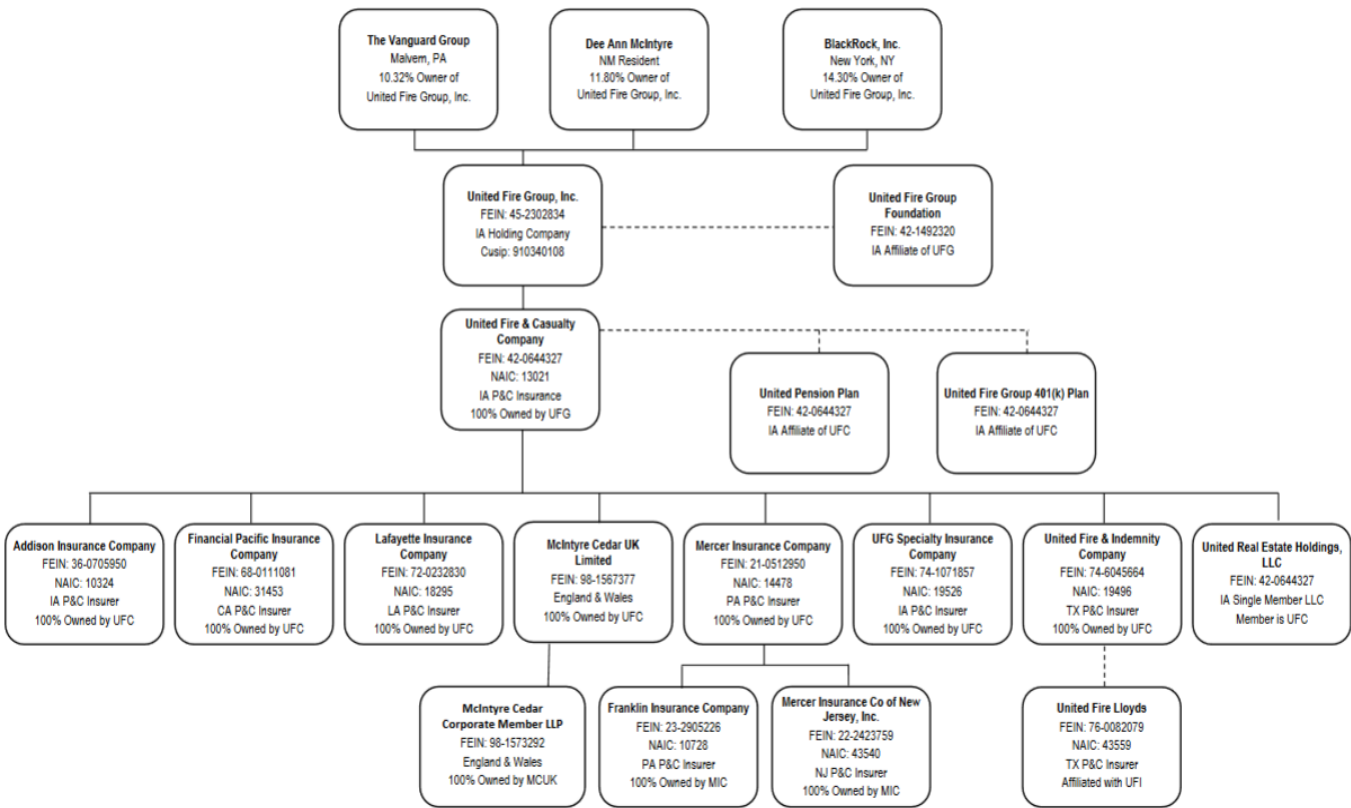 The Vanguard Group
Malvern, PA
10.32% Owner of
United Fire Group, Inc.
Dee Ann McIntyre
NM Resident
11.80% Owner of
United Fire Group, Inc.
BlackRock, Inc.
New York, NY
14.30% Owner of
United Fire Group, Inc.
United Fire Group, Inc.
FEIN: 45-2302834
IA Holding Company
Cusip: 910340108
United Fire Group
Foundation
FEIN: 42-1492320
IA Affiliate of UFG
United Fire & Casualty
Company
FEIN: 42-0644327
NAIC: 13021
IA P&C Insurance
100% Owned by UFG
United Pension Plan
FEIN: 42-0644327
IA Affiliate of UFC
United Fire Group 401(k) Plan
FEIN: 42-0644327
IA Affiliate of UFC
Addison Insurance Company
FEIN: 36-0705950
NAIC: 10324
IA P&C Insurer
100% Owned by UFC
Financial Pacific Insurance
Company
FEIN: 68-0111081
NAIC: 31453
CA P&C Insurer
100% Owned by UFC
Lafayette Insurance
Company
FEIN: 72-0232830
NAIC: 18295
LA P&C Insurer
100% Owned by UFC
McIntyre Cedar UK
Limited
FEIN: 98-1567377
England & Wales
100% Owned by UFC
Mercer Insurance Company
FEIN: 21-0512950
NAIC: 14478
PA P&C Insurer
100% Owned by UFC
UFG Specialty Insurance
Company
FEIN: 74-1071857
NAIC: 19526
IA P&C Insurer
100% Owned by UFC
United Fire & Indemnity
Company
FEIN: 74-6045664
NAIC: 19496
TX P&C Insurer
100% Owned by UFC
United Real Estate Holdings,
LLC
FEIN: 42-0644327
IA Single Member LLC
Member is UFC
McIntyre Cedar
Corporate Member LLP
FEIN: 98-1573292
England & Wales
100% Owned by MCUK
Franklin Insurance Company
FEIN: 23-2905226
NAIC: 10728
PA P&C Insurer
100% Owned by MIC
Mercer Insurance Co of New
Jersey, Inc.
FEIN: 22-2423759
NAIC: 43540
NJ P&C Insurer
100% Owned by MIC
United Fire Lloyds
FEIN: 76-0082079
NAIC: 43559
TX P&C Insurer
Affiliated with UFI